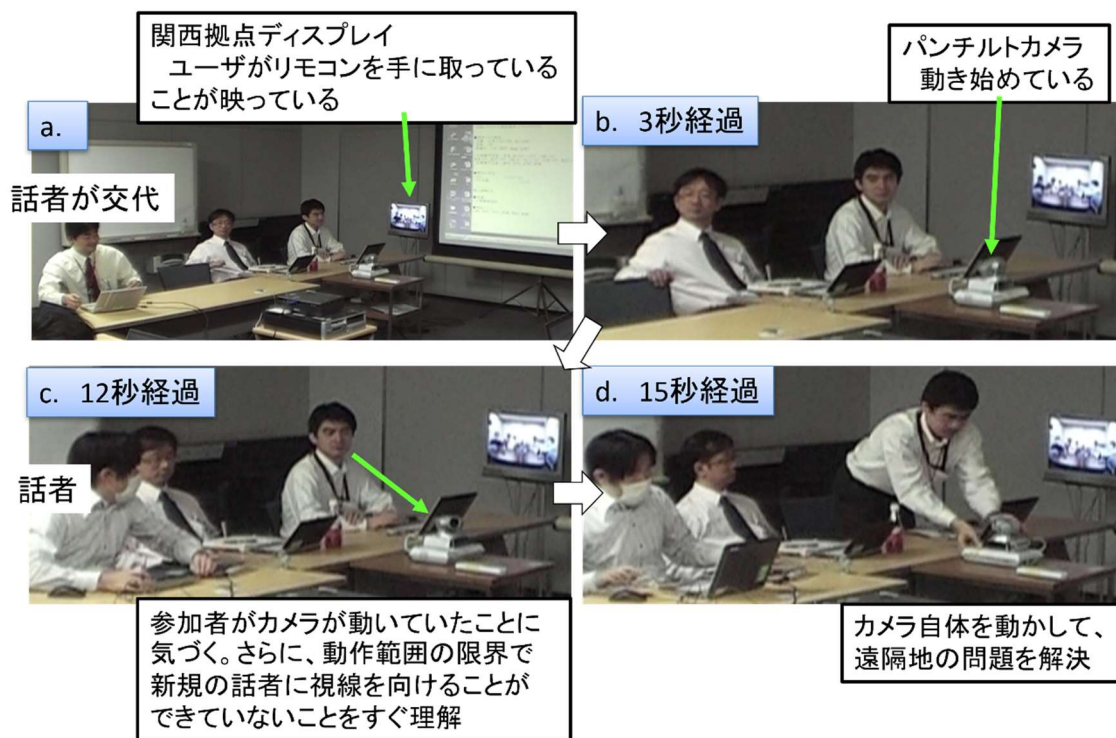 関西拠点ディスプレイ
ユーザがリモコンを手に取っている
ことが映っている
パンチルトカメラ
動き始めている
a.
b. 3秒経過
話者が交代
c. 12秒経過
d. 15秒経過
話者
参加者がカメラが動いていたことに
気づく。さらに、動作範囲の限界で
新規の話者に視線を向けることが
できていないことをすぐ理解
カメラ自体を動かして、
遠隔地の問題を解決